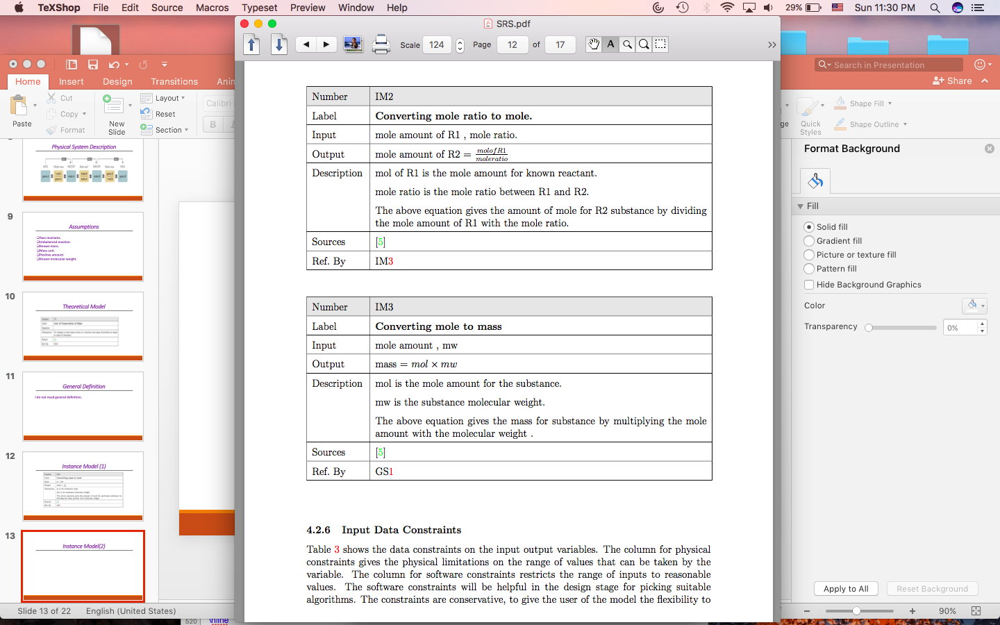 TeXShop File Edit Source Macros Typeset Preview Window Help 29% Sun 11:30 PM
SRS.pdf
Scale 124 Page 12 of 17 A >>
Search in Presentation
Home Insert Design Transitions Ani
Share
Paste
Cut
Copy
Format
New
Slide
Layout
Reset
Section
Calibri
B I
ge
Quick
Styles
Shape Fill
Shape Outline
Physical System Description
9
Assumptions
❑Two reactants.
❑Unbalanced reaction.
❑Known mass.
❑Mass unit.
❑Positive amount.
❑Known molecular weight.
10
Theoretical Model
11
General Definition
I do not need general definition.
12
Instance Model (1)
13
Instance Model(2)
Number IM2
Label Converting mole ratio to mole.
Input mole amount of R1 , mole ratio.
Output mole amount of R2 = molofR1/moleratio
Description mol of R1 is the mole amount for known reactant.
mole ratio is the mole ratio between R1 and R2.
The above equation gives the amount of mole for R2 substance by dividing
the mole amount of R1 with the mole ratio.
Sources [5]
Ref. By IM3
Number IM3
Label Converting mole to mass
Input mole amount , mw
Output mass = mol × mw
Description mol is the mole amount for the substance.
mw is the substance molecular weight.
The above equation gives the mass for substance by multiplying the mole
amount with the molecular weight .
Sources [5]
Ref. By GS1
4.2.6 Input Data Constraints
Table 3 shows the data constraints on the input output variables. The column for physical
constraints gives the physical limitations on the range of values that can be taken by the
variable. The column for software constraints restricts the range of inputs to reasonable
values. The software constraints will be helpful in the design stage for picking suitable
algorithms. The constraints are conservative, to give the user of the model the flexibility to
Format Background
Fill
Solid fill
Gradient fill
Picture or texture fill
Pattern fill
Hide Background Graphics
Color
Transparency 0%
Apply to All Reset Background
Slide 13 of 22 English (United States)
90%
520 \hline